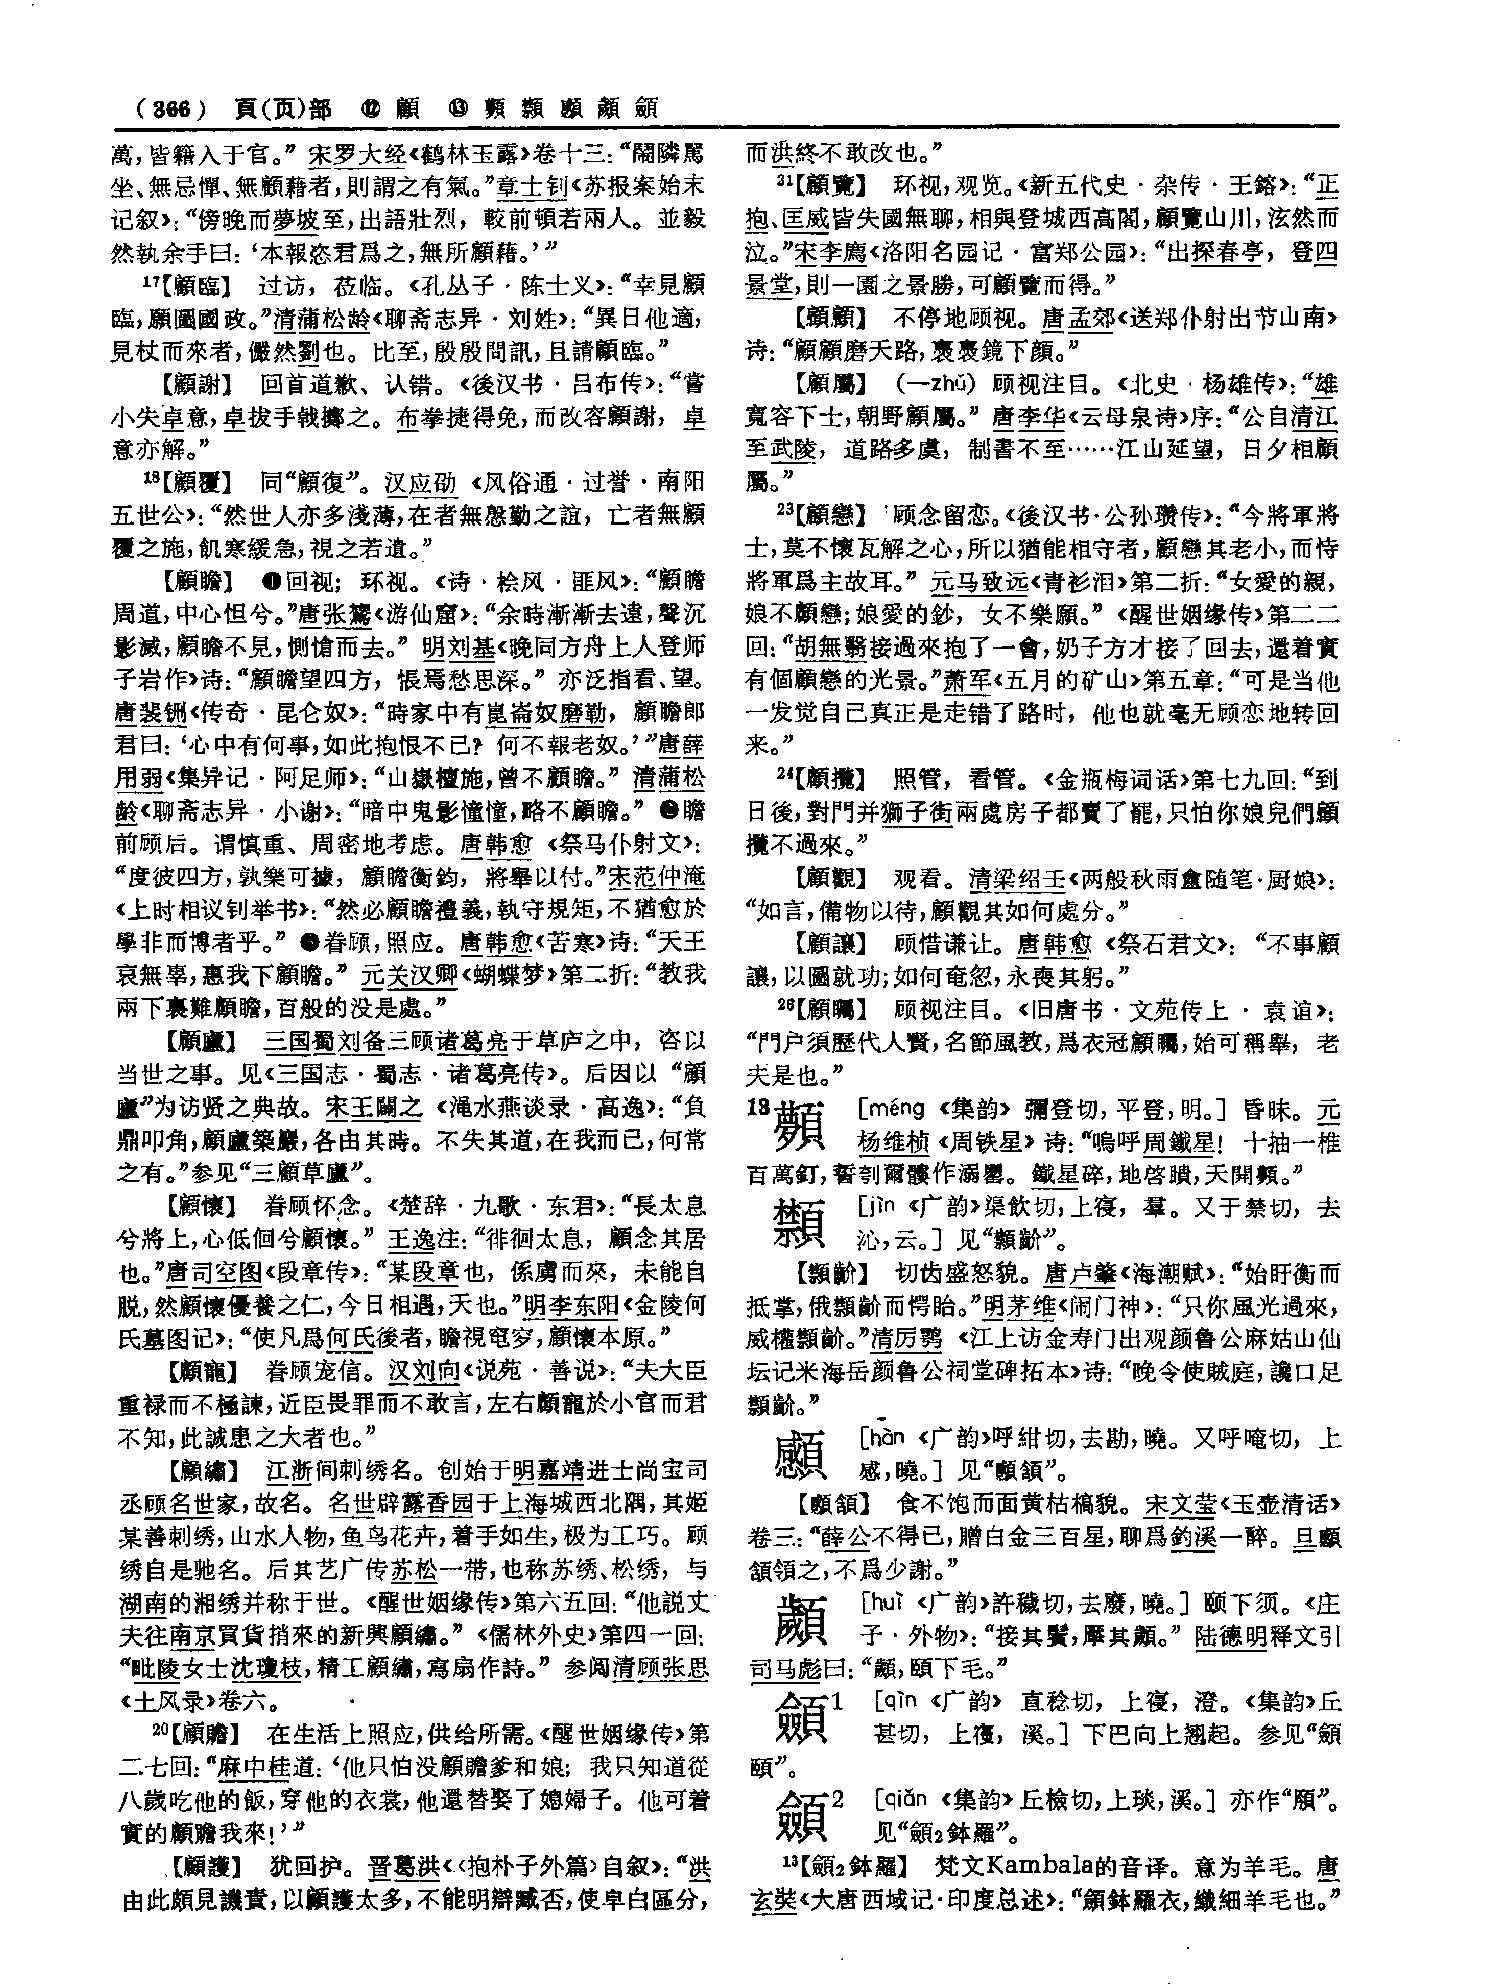 (366) 頁(页)部 ⑫ 顧 ⑬ 顭 顩
萬,皆籍入于官。”宋罗大经《鹤林玉露》卷十三:“鬧隣駡
坐、無忌憚、無顧藉者,則謂之有氣。”章士钊《苏报案始末
记叙》:“傍晚而夢坡至,出語壯烈,較前頓若兩人。並毅
然執余手曰:‘本報恣君爲之,無所顧藉。’”
17【顧臨】 过访,莅临。《孔丛子·陈士义》:“幸見顧
臨,願圖國政。”清蒲松龄《聊斋志异·刘姓》:“異日他適,
見杖而來者,儼然劉也。比至,殷殷問訊,且請顧臨。”
【顧謝】 回首道歉、认错。《後汉书·吕布传》:“嘗
小失卓意,卓拔手戟擲之。布拳捷得免,而改容顧謝,卓
意亦解。”
18【顧覆】 同“顧復”。汉应劭《风俗通·过誉·南阳
五世公》:“然世人亦多淺薄,在者無慇勤之誼,亡者無顧
覆之施,飢寒緩急,視之若遺。”
【顧瞻】 ❶回视;环视。《诗·桧风·匪风》:“顧瞻
周道,中心怛兮。”唐张鷟《游仙窟》:“余時漸漸去遠,聲沉
影滅,顧瞻不見,惻愴而去。”明刘基《晚同方舟上人登师
子岩作》诗:“顧瞻望四方,悵焉愁思深。”亦泛指看、望。
唐裴铏《传奇·昆仑奴》:“時家中有崑崙奴磨勒,顧瞻郎
君曰:‘心中有何事,如此抱恨不已?何不報老奴。’”唐薛
用弱《集异记·阿足师》:“山嶽檀施,曾不顧瞻。”清蒲松
龄《聊斋志异·小谢》:“暗中鬼影憧憧,略不顧瞻。”❷瞻
前顾后。谓慎重、周密地考虑。唐韩愈《祭马仆射文》:
“度彼四方,孰樂可據,顧瞻衡鈞,將舉以付。”宋范仲淹
《上时相议钊举书》:“然必顧瞻禮義,執守規矩,不猶愈於
學非而博者乎。”❸眷顾,照应。唐韩愈《苦寒》诗:“天王
哀無辜,惠我下顧瞻。”元关汉卿《蝴蝶梦》第二折:“教我
兩下裏難顧瞻,百般的没是處。”
【顧廬】 三国蜀刘备三顾诸葛亮于草庐之中,咨以
当世之事。见《三国志·蜀志·诸葛亮传》。后因以“顧
廬”为访贤之典故。宋王闢之《渑水燕谈录·高逸》:“負
鼎叩角,顧廬築巖,各由其時。不失其道,在我而已,何常
之有。”参见“三顧草廬”。
【顧懷】 眷顾怀念。《楚辞·九歌·东君》:“長太息
兮將上,心低佪兮顧懷。”王逸注:“徘徊太息,顧念其居
也。”唐司空图《段章传》:“某段章也,係虜而來,未能自
脱,然顧懷優養之仁,今日相遇,天也。”明李东阳《金陵何
氏墓图记》:“使凡爲何氏後者,瞻視窀穸,顧懷本原。”
【顧寵】 眷顾宠信。汉刘向《说苑·善说》:“夫大臣
重禄而不極諫,近臣畏罪而不敢言,左右顧寵於小官而君
不知,此誠患之大者也。”
【顧繡】 江浙间刺绣名。创始于明嘉靖进士尚宝司
丞顾名世家,故名。名世辟露香园于上海城西北隅,其姬
某善刺绣,山水人物,鱼鸟花卉,着手如生,极为工巧。顾
绣自是驰名。后其艺广传苏松一带,也称苏绣、松绣,与
湖南的湘绣并称于世。《醒世姻缘传》第六五回:“他説丈
夫往南京買貨捎來的新興顧繡。”《儒林外史》第四一回:
“毗陵女士沈瓊枝,精工顧繡,寫扇作詩。”参阅清顾张思
《土风录》卷六。
20【顧贍】 在生活上照应,供给所需。《醒世姻缘传》第
二七回:“麻中桂道:‘他只怕没顧贍爹和娘;我只知道從
八歲吃他的飯,穿他的衣裳,他還替娶了媳婦子。他可着
實的顧贍我來!’”
【顧護】 犹回护。晋葛洪《〈抱朴子外篇〉自叙》:“洪
由此頗見譏責,以顧護太多,不能明辯臧否,使皁白區分,
而洪終不敢改也。”
21【顧覽】 环视,观览。《新五代史·杂传·王鎔》:“正
抱、匡威皆失國無聊,相與登城西高閣,顧覽山川,泫然而
泣。”宋李廌《洛阳名园记·富郑公园》:“出探春亭,登四
景堂,則一園之景勝,可顧覽而得。”
【顧顧】 不停地顾视。唐孟郊《送郑仆射出节山南》
诗:“顧顧磨天路,裊裊鏡下顔。”
【顧屬】 (—zhǔ) 顾视注目。《北史·杨雄传》:“雄
寬容下士,朝野顧屬。”唐李华《云母泉诗》序:“公自清江
至武陵,道路多虞,制書不至……江山延望,日夕相顧
屬。”
23【顧戀】 顾念留恋。《後汉书·公孙瓒传》:“今將軍將
士,莫不懷瓦解之心,所以猶能相守者,顧戀其老小,而恃
將軍爲主故耳。”元马致远《青衫泪》第二折:“女愛的親,
娘不顧戀;娘愛的鈔,女不樂願。”《醒世姻缘传》第二二
回:“胡無翳接過來抱了一會,奶子方才接了回去,還着實
有個顧戀的光景。”萧军《五月的矿山》第五章:“可是当他
一发觉自己真正是走错了路时,他也就毫无顾恋地转回
来。”
24【顧攬】 照管,看管。《金瓶梅词话》第七九回:“到
日後,對門并獅子街兩處房子都賣了罷,只怕你娘兒們顧
攬不過來。”
【顧觀】 观看。清梁绍壬《两般秋雨盦随笔·厨娘》:
“如言,備物以待,顧觀其如何處分。”
【顧讓】 顾惜谦让。唐韩愈《祭石君文》:“不事顧
讓,以圖就功;如何奄忽,永喪其躬。”
26【顧矚】 顾视注目。《旧唐书·文苑传上·袁谊》:
“門户須歷代人賢,名節風教,爲衣冠顧矚,始可稱舉,老
夫是也。”
13 顭 [méng《集韵》彌登切,平登,明。] 昏昧。元
杨维桢《周铁星》诗:“嗚呼周鐵星!十抽一椎
百萬釘,誓刳爾髏作溺罌。鐵星碎,地啓瞶,天開顭。”
[jìn《广韵》渠飲切,上寑,羣。又于禁切,去
沁,云。] 见“齘”。
【齘】 切齿盛怒貌。唐卢肇《海潮赋》:“始盱衡而
抵掌,俄齘而愕眙。”明茅维《闹门神》:“只你風光過來,
威權齘。”清厉鹗《江上访金寿门出观颜鲁公麻姑山仙
坛记米海岳颜鲁公祠堂碑拓本》诗:“晚令使賊庭,讒口足
齘。”
[hàn《广韵》呼紺切,去勘,曉。又呼唵切,上
感,曉。] 见“頷”。
【頷】 食不饱而面黄枯槁貌。宋文莹《玉壶清话》
卷三:“薛公不得已,贈白金三百星,聊爲釣溪一醉。旦
頷領之,不爲少謝。”
[huì《广韵》許穢切,去廢,曉。] 颐下须。《庄
子·外物》:“接其鬢,壓其。”陆德明释文引
司马彪曰:“,頤下毛。”
顩1 [qìn《广韵》直稔切,上寑,澄。《集韵》丘
甚切,上寑,溪。] 下巴向上翘起。参见“顩
頤”。
顩2 [qiǎn《集韵》丘檢切,上琰,溪。] 亦作“顅”。
见“顩2鉢羅”。
13【顩2鉢羅】 梵文Kambala的音译。意为羊毛。唐
玄奘《大唐西域记·印度总述》:“顩鉢羅衣,織細羊毛也。”